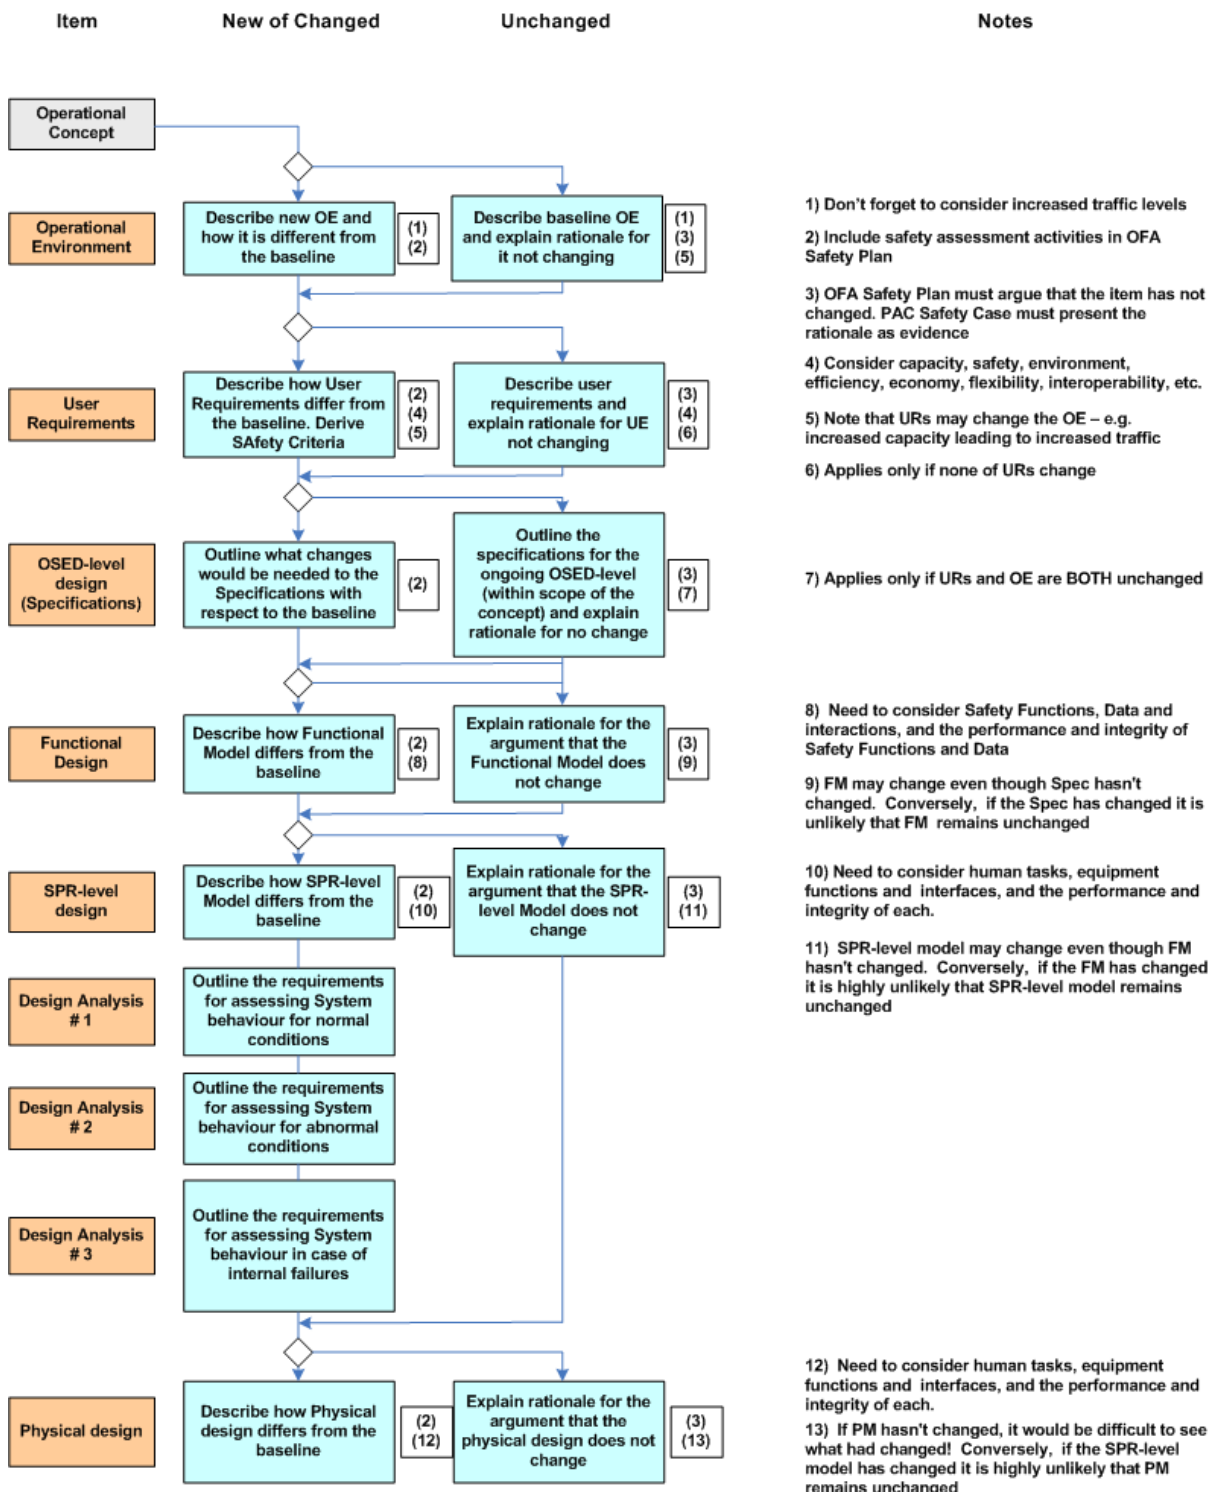 Item
New of Changed
Unchanged
Notes
Operational
Concept
Operational
Environment
Describe new OE and
how it is different from
the baseline
(1)
(2)
Describe baseline OE
and explain rationale for
it not changing
(1)
(3)
(5)
1) Don't forget to consider increased traffic levels
2) Include safety assessment activities in OFA
Safety Plan
3) OFA Safety Plan must argue that the item has not
changed. PAC Safety Case must present the
rationale as evidence
User
Requirements
Describe how User
Requirements differ from
the baseline. Derive
SAfety Criteria
(2)
(4)
(5)
Describe user
requirements and
explain rationale for UE
not changing
(3)
(4)
(6)
4) Consider capacity, safety, environment,
efficiency, economy, flexibility, interoperability, etc.
5) Note that URs may change the OE – e.g.
increased capacity leading to increased traffic
6) Applies only if none of URs change
OSED-level
design
(Specifications)
Outline what changes
would be needed to the
Specifications with
respect to the baseline
(2)
Outline the
specifications for the
ongoing OSED-level
(within scope of the
concept) and explain
rationale for no change
(3)
(7)
7) Applies only if URs and OE are BOTH unchanged
Functional
Design
Describe how Functional
Model differs from the
baseline
(2)
(8)
Explain rationale for the
argument that the
Functional Model does
not change
(3)
(9)
8) Need to consider Safety Functions, Data and
interactions, and the performance and integrity of
Safety Functions and Data
9) FM may change even though Spec hasn't
changed. Conversely, if the Spec has changed it is
unlikely that FM remains unchanged
SPR-level
design
Describe how SPR-level
Model differs from the
baseline
(2)
(10)
Explain rationale for the
argument that the SPR-
level Model does not
change
(3)
(11)
10) Need to consider human tasks, equipment
functions and interfaces, and the performance and
integrity of each.
11) SPR-level model may change even though FM
hasn't changed. Conversely, if the FM has changed
it is highly unlikely that SPR-level model remains
unchanged
Design Analysis
# 1
Outline the requirements
for assessing System
behaviour for normal
conditions
Design Analysis
# 2
Outline the requirements
for assessing System
behaviour for abnormal
conditions
Design Analysis
# 3
Outline the requirements
for assessing System
behaviour in case of
internal failures
Physical design
Describe how Physical
design differs from the
baseline
(2)
(12)
Explain rationale for the
argument that the
physical design does not
change
(3)
(13)
12) Need to consider human tasks, equipment
functions and interfaces, and the performance and
integrity of each.
13) If PM hasn't changed, it would be difficult to see
what had changed! Conversely, if the SPR-level
model has changed it is highly unlikely that PM
remains unchanged